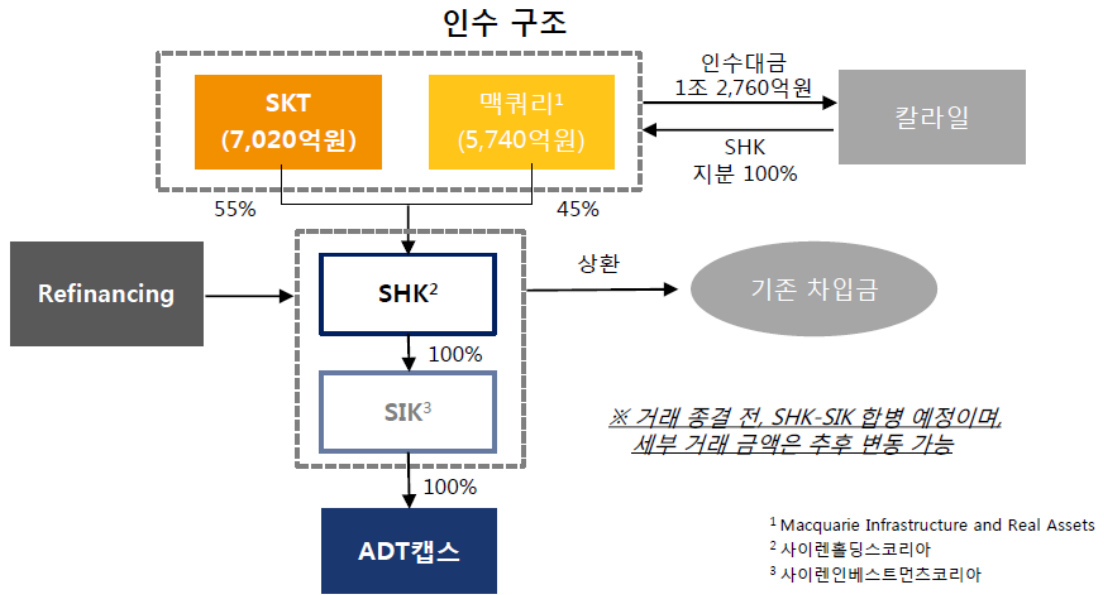 인수 구조
SKT
(7,020억원)
맥쿼리¹
(5,740억원)
인수대금
1조 2,760억원
SHK
지분 100%
칼라일
55%
45%
Refinancing
SHK²
상환
기존 차입금
100%
SIK³
※ 거래 종결 전, SHK-SIK 합병 예정이며,
세부 거래 금액은 추후 변동 가능
100%
ADT캡스
¹ Macquarie Infrastructure and Real Assets
² 사이렌홀딩스코리아
³ 사이렌인베스트먼츠코리아